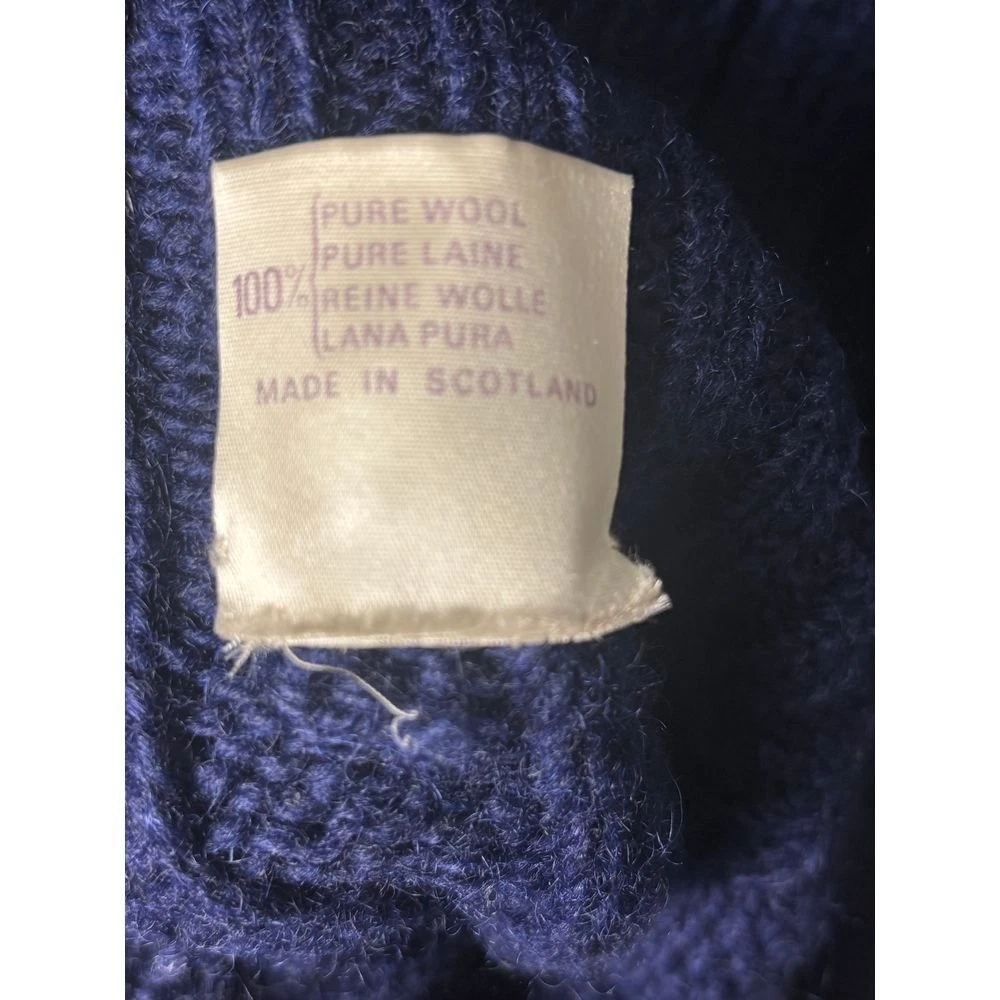 PURE WOOL
PURE LAINE
100% REINE WOLLE
LANA PURA
MADE IN SCOTLAND